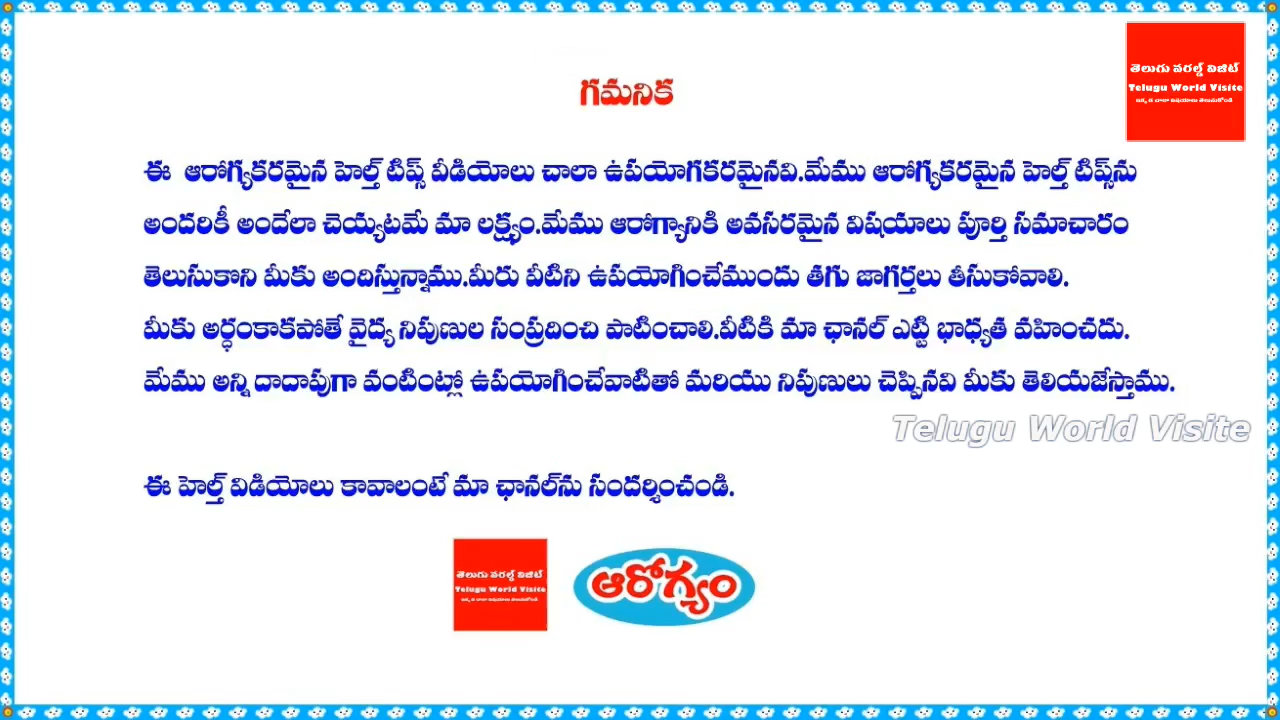 తెలుగు వరల్డ్ విజిట్
Telugu World Visite
గమనిక
ఈ ఆరోగ్యకరమైన హెల్త్ టిప్స్ వీడియోలు చాలా ఉపయోగకరమైనవి.మేము ఆరోగ్యకరమైన హెల్త్ టిప్స్‌ను
అందరికీ అందేలా చెయ్యటమే మా లక్ష్యం.మేము ఆరోగ్యానికి అవసరమైన విషయాలు పూర్తి సమాచారం
తెలుసుకొని మీకు అందిస్తున్నాము.మీరు వీటిని ఉపయోగించేముందు తగు జాగర్తలు తీసుకోవాలి.
మీకు అర్ధంకాకపోతే వైద్య నిపుణుల సంప్రదించి పాటించాలి.వీటికి మా ఛానల్ ఎట్టి భాధ్యత వహించదు.
మేము అన్ని దాదాపుగా వంటింట్లో ఉపయోగించేవాటితో మరియు నిపుణులు చెప్పినవి మీకు తెలియజేస్తాము.
Telugu World Visite
ఈ హెల్త్ విడియోలు కావాలంటే మా ఛానల్‌ను సందర్శించండి.
తెలుగు వరల్డ్ విజిట్
Telugu World Visite
ఆరోగ్యం